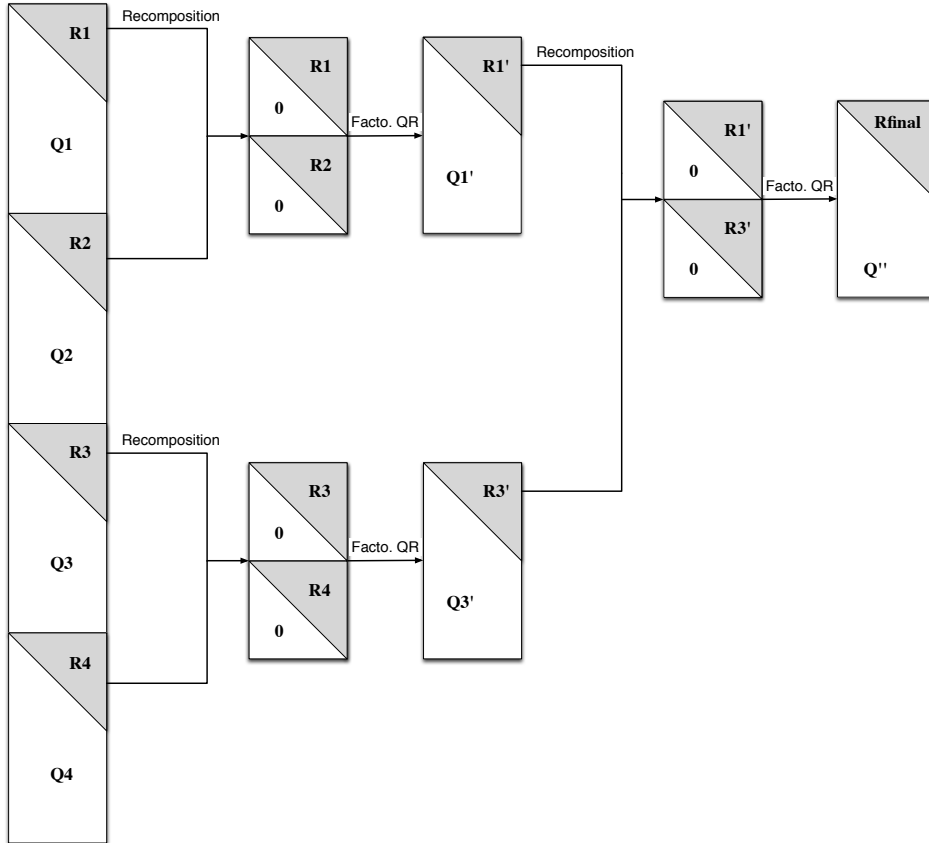 R1
Q1
R2
Q2
R3
Q3
R4
Q4
Recomposition
Recomposition
R1
0
R2
0
Facto. QR
R1'
Q1'
R3
0
R4
0
Facto. QR
R3'
Q3'
Recomposition
R1'
0
R3'
0
Facto. QR
Rfinal
Q''